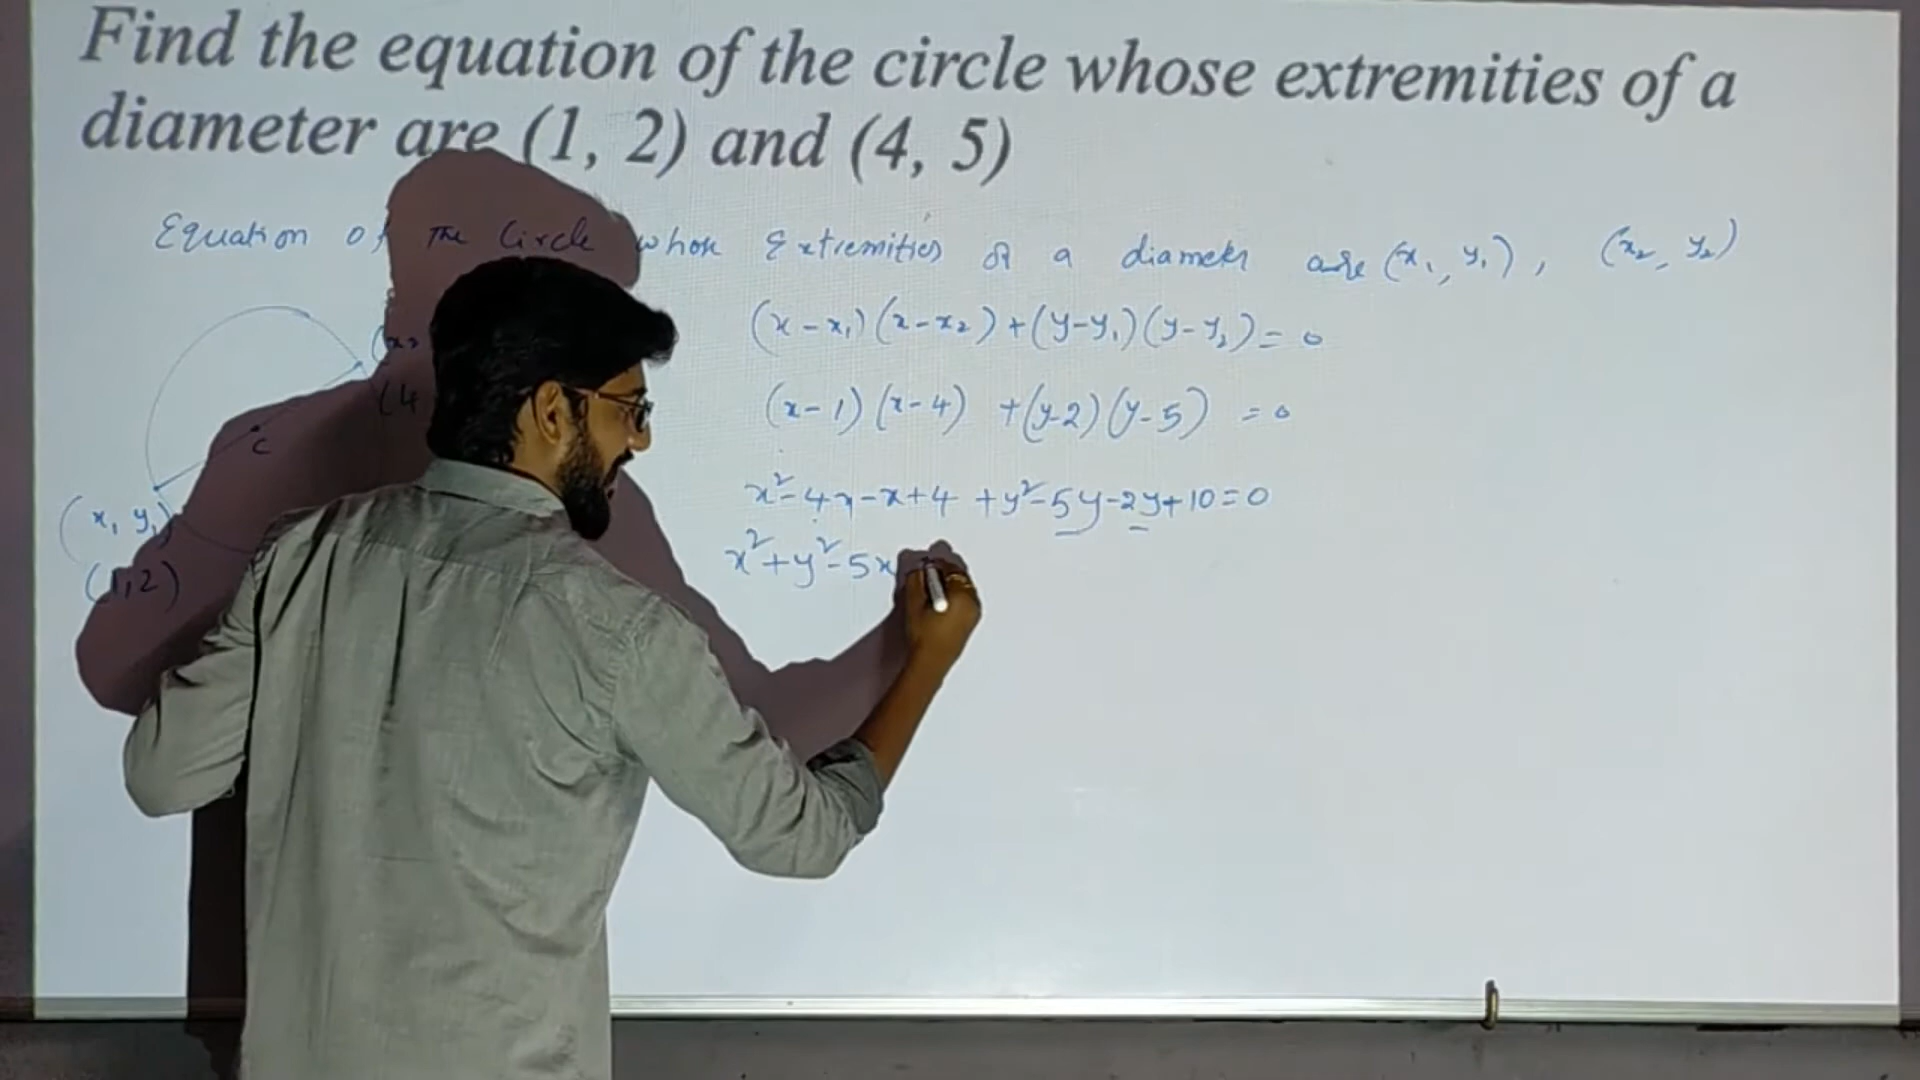 Find the equation of the circle whose extremities of a
diameter are (1, 2) and (4, 5)
Equation of The Circle whose Extremities of a diameter are (x₁, y₁), (x₂, y₂)
(x-x₁)(x-x₂)+(y-y₁)(y-y₂)=0
(x-1)(x-4) +(y-2)(y-5) =0
x²-4x-x+4 +y²-5y-2y+10=0
x²+y²-5x
(x₂
(4
C
(x₁ y₁)
(1,2)